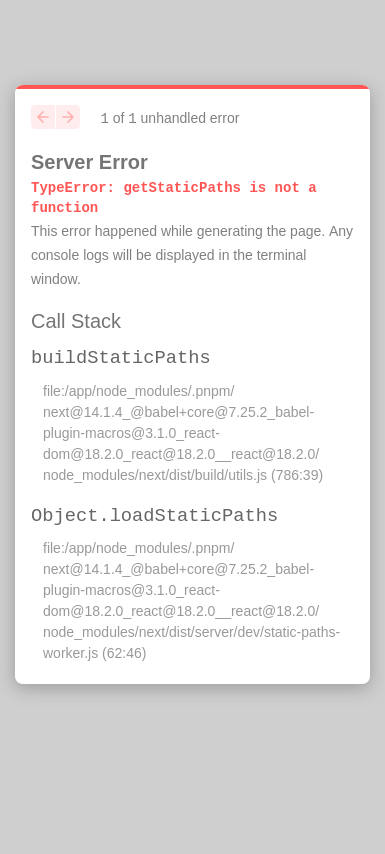 1 of 1 unhandled error
Server Error
TypeError: getStaticPaths is not a
function
This error happened while generating the page. Any
console logs will be displayed in the terminal
window.
Call Stack
buildStaticPaths
file:/app/node_modules/.pnpm/
next@14.1.4_@babel+core@7.25.2_babel-
plugin-macros@3.1.0_react-
dom@18.2.0_react@18.2.0__react@18.2.0/
node_modules/next/dist/build/utils.js (786:39)
Object.loadStaticPaths
file:/app/node_modules/.pnpm/
next@14.1.4_@babel+core@7.25.2_babel-
plugin-macros@3.1.0_react-
dom@18.2.0_react@18.2.0__react@18.2.0/
node_modules/next/dist/server/dev/static-paths-
worker.js (62:46)